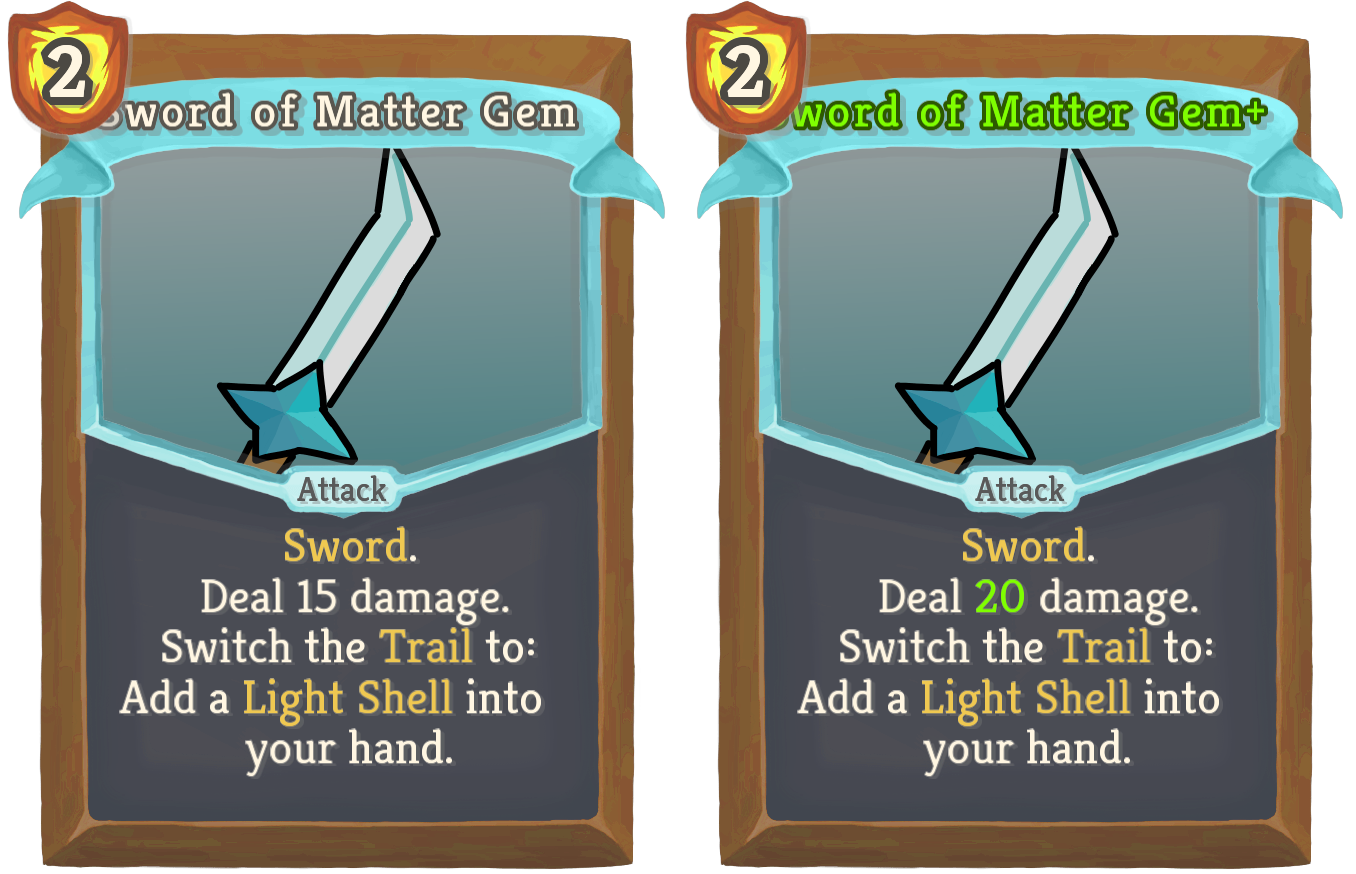 2
Sword of Matter Gem
Attack
Sword.
Deal 15 damage.
Switch the Trail to:
Add a Light Shell into
your hand.
2
Sword of Matter Gem+
Attack
Sword.
Deal 20 damage.
Switch the Trail to:
Add a Light Shell into
your hand.